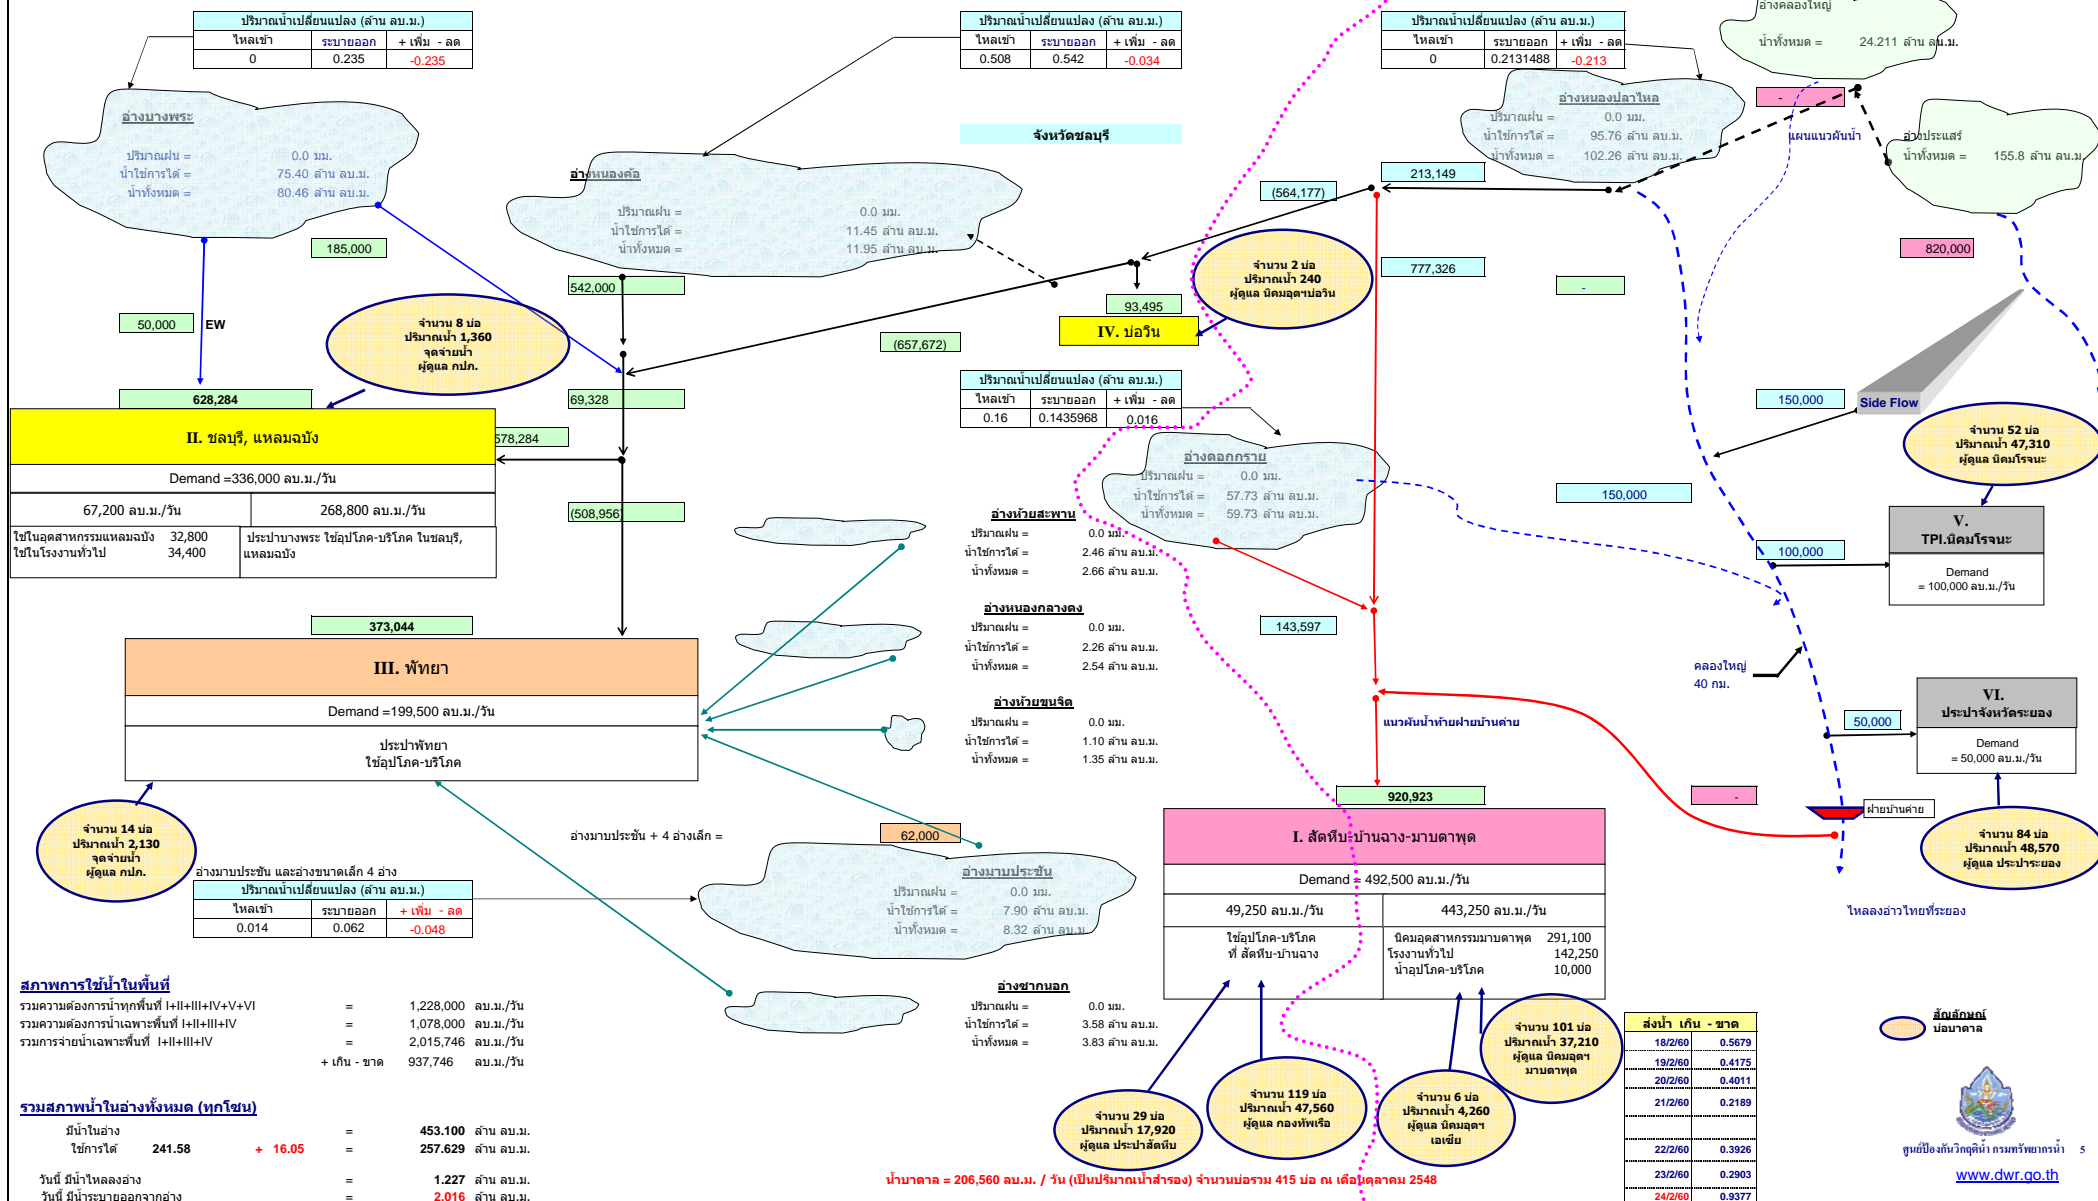 ปริมาณน้ำเปลี่ยนแปลง (ล้าน ลบ.ม.)
ไหลเข้า ระบายออก + เพิ่ม - ลด
0 0.235 -0.235
ปริมาณน้ำเปลี่ยนแปลง (ล้าน ลบ.ม.)
ไหลเข้า ระบายออก + เพิ่ม - ลด
0.508 0.542 -0.034
ปริมาณน้ำเปลี่ยนแปลง (ล้าน ลบ.ม.)
ไหลเข้า ระบายออก + เพิ่ม - ลด
0 0.2131488 -0.213
อ่างคลองใหญ่
น้ำทั้งหมด = 24.211 ล้าน ลบ.ม.
อ่างบางพระ
ปริมาณฝน = 0.0 มม.
น้ำใช้การได้ = 75.40 ล้าน ลบ.ม.
น้ำทั้งหมด = 80.46 ล้าน ลบ.ม.
จังหวัดชลบุรี
อ่างหนองค้อ
ปริมาณฝน = 0.0 มม.
น้ำใช้การได้ = 11.45 ล้าน ลบ.ม.
น้ำทั้งหมด = 11.95 ล้าน ลบ.ม.
อ่างหนองปลาไหล
ปริมาณฝน = 0.0 มม.
น้ำใช้การได้ = 95.76 ล้าน ลบ.ม.
น้ำทั้งหมด = 102.26 ล้าน ลบ.ม.
-
แผนแนวผันน้ำ
อ่างประแสร์
น้ำทั้งหมด = 155.8 ล้าน ลบ.ม.
213,149
(564,177)
185,000
820,000
777,326
542,000
-
จำนวน 2 บ่อ
ปริมาณน้ำ 240
ผู้ดูแล นิคมอุตฯบ่อวิน
93,495
IV. บ่อวิน
50,000 EW
จำนวน 8 บ่อ
ปริมาณน้ำ 1,360
จุดจ่ายน้ำ
ผู้ดูแล กปภ.
(657,672)
628,284
69,328
ปริมาณน้ำเปลี่ยนแปลง (ล้าน ลบ.ม.)
ไหลเข้า ระบายออก + เพิ่ม - ลด
0.16 0.1435968 0.016
150,000
Side Flow
II. ชลบุรี, แหลมฉบัง
578,284
Demand =336,000 ลบ.ม./วัน
67,200 ลบ.ม./วัน 268,800 ลบ.ม./วัน
ใช้ในอุตสาหกรรมแหลมฉบัง 32,800
ใช้ในโรงงานทั่วไป 34,400
ประปาบางพระ ใช้อุปโภค-บริโภค ในชลบุรี,
แหลมฉบัง
(508,956)
อ่างดอกกราย
ปริมาณฝน = 0.0 มม.
น้ำใช้การได้ = 57.73 ล้าน ลบ.ม.
น้ำทั้งหมด = 59.73 ล้าน ลบ.ม.
จำนวน 52 บ่อ
ปริมาณน้ำ 47,310
ผู้ดูแล นิคมโรจนะ
150,000
อ่างห้วยสะพาน
ปริมาณฝน = 0.0 มม.
น้ำใช้การได้ = 2.46 ล้าน ลบ.ม.
น้ำทั้งหมด = 2.66 ล้าน ลบ.ม.
V.
TPI.นิคมโรจนะ
Demand
= 100,000 ลบ.ม./วัน
100,000
อ่างหนองกลางดง
ปริมาณฝน = 0.0 มม.
น้ำใช้การได้ = 2.26 ล้าน ลบ.ม.
น้ำทั้งหมด = 2.54 ล้าน ลบ.ม.
143,597
373,044
III. พัทยา
Demand =199,500 ลบ.ม./วัน
ประปาพัทยา
ใช้อุปโภค-บริโภค
คลองใหญ่
40 กม.
VI.
ประปาจังหวัดระยอง
Demand
= 50,000 ลบ.ม./วัน
50,000
อ่างห้วยขุนจิต
ปริมาณฝน = 0.0 มม.
น้ำใช้การได้ = 1.10 ล้าน ลบ.ม.
น้ำทั้งหมด = 1.35 ล้าน ลบ.ม.
แนวผันน้ำท้ายฝายบ้านค่าย
920,923
-
ฝายบ้านค่าย
จำนวน 14 บ่อ
ปริมาณน้ำ 2,130
จุดจ่ายน้ำ
ผู้ดูแล กปภ.
อ่างมาบประชัน + 4 อ่างเล็ก = 62,000
I. สัตหีบ-บ้านฉาง-มาบตาพุด
Demand = 492,500 ลบ.ม./วัน
49,250 ลบ.ม./วัน 443,250 ลบ.ม./วัน
ใช้อุปโภค-บริโภค
ที่ สัตหีบ-บ้านฉาง
นิคมอุตสาหกรรมมาบตาพุด 291,100
โรงงานทั่วไป 142,250
น้ำอุปโภค-บริโภค 10,000
จำนวน 84 บ่อ
ปริมาณน้ำ 48,570
ผู้ดูแล ประปาระยอง
อ่างมาบประชัน และอ่างขนาดเล็ก 4 อ่าง
ปริมาณน้ำเปลี่ยนแปลง (ล้าน ลบ.ม.)
ไหลเข้า ระบายออก + เพิ่ม - ลด
0.014 0.062 -0.048
อ่างมาบประชัน
ปริมาณฝน = 0.0 มม.
น้ำใช้การได้ = 7.90 ล้าน ลบ.ม.
น้ำทั้งหมด = 8.32 ล้าน ลบ.ม.
ไหลลงอ่าวไทยที่ระยอง
สภาพการใช้น้ำในพื้นที่
รวมความต้องการน้ำทุกพื้นที่ I+II+III+IV+V+VI = 1,228,000 ลบ.ม./วัน
รวมความต้องการน้ำเฉพาะพื้นที่ I+II+III+IV = 1,078,000 ลบ.ม./วัน
รวมการจ่ายน้ำเฉพาะพื้นที่ I+II+III+IV = 2,015,746 ลบ.ม./วัน
+ เกิน - ขาด 937,746 ลบ.ม./วัน
อ่างซากนอก
ปริมาณฝน = 0.0 มม.
น้ำใช้การได้ = 3.58 ล้าน ลบ.ม.
น้ำทั้งหมด = 3.83 ล้าน ลบ.ม.
จำนวน 101 บ่อ
ปริมาณน้ำ 37,210
ผู้ดูแล นิคมอุตฯ
มาบตาพุด
จำนวน 29 บ่อ
ปริมาณน้ำ 17,920
ผู้ดูแล ประปาสัตหีบ
จำนวน 119 บ่อ
ปริมาณน้ำ 47,560
ผู้ดูแล กองทัพเรือ
จำนวน 6 บ่อ
ปริมาณน้ำ 4,260
ผู้ดูแล นิคมอุตฯ
เอเซีย
ส่งน้ำ เกิน - ขาด
18/2/60 0.5679
19/2/60 0.4175
20/2/60 0.4011
21/2/60 0.2189
22/2/60 0.3926
23/2/60 0.2903
24/2/60 0.9377
สัญลักษณ์
บ่อบาดาล
รวมสภาพน้ำในอ่างทั้งหมด (ทุกโซน)
มีน้ำในอ่าง = 453.100 ล้าน ลบ.ม.
ใช้การได้ 241.58 + 16.05 = 257.629 ล้าน ลบ.ม.
วันนี้ มีน้ำไหลลงอ่าง = 1.227 ล้าน ลบ.ม.
วันนี้ มีน้ำระบายออกจากอ่าง = 2.016 ล้าน ลบ.ม.
น้ำบาดาล = 206,560 ลบ.ม. / วัน (เป็นปริมาณน้ำสำรอง) จำนวนบ่อรวม 415 บ่อ ณ เดือนตุลาคม 2548
ศูนย์ป้องกันวิกฤติน้ำ กรมทรัพยากรน้ำ 5
www.dwr.go.th